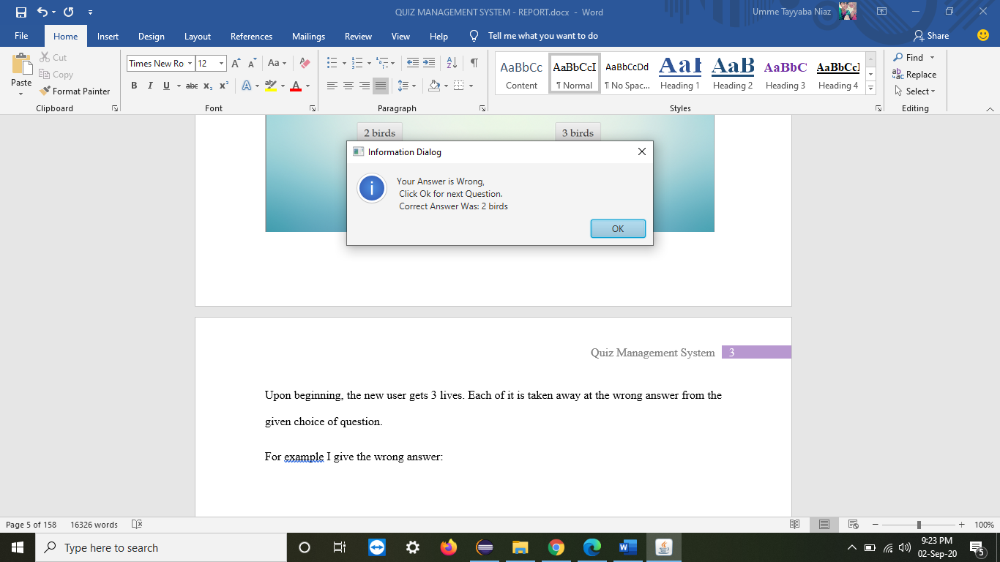 QUIZ MANAGEMENT SYSTEM - REPORT.docx - Word
Umme Tayyaba Niaz
File Home Insert Design Layout References Mailings Review View Help Tell me what you want to do Share
Paste
Cut
Copy
Format Painter
Clipboard
Times New Ro 12 A A Aa
B I U abc x₂ x² A aby A
Font
Paragraph
AaBbCc AaBbCcI AaBbCcDd AaI AaB AaBbC AaBbCcI
Content ¶ Normal ¶ No Spac... Heading 1 Heading 2 Heading 3 Heading 4
Styles
Find
Replace
Select
Editing
2 birds 3 birds
Information Dialog
Your Answer is Wrong,
Click Ok for next Question.
Correct Answer Was: 2 birds
OK
Quiz Management System 3
Upon beginning, the new user gets 3 lives. Each of it is taken away at the wrong answer from the
given choice of question.
For example I give the wrong answer:
Page 5 of 158 16326 words 100%
Type here to search
9:23 PM
02-Sep-20
5